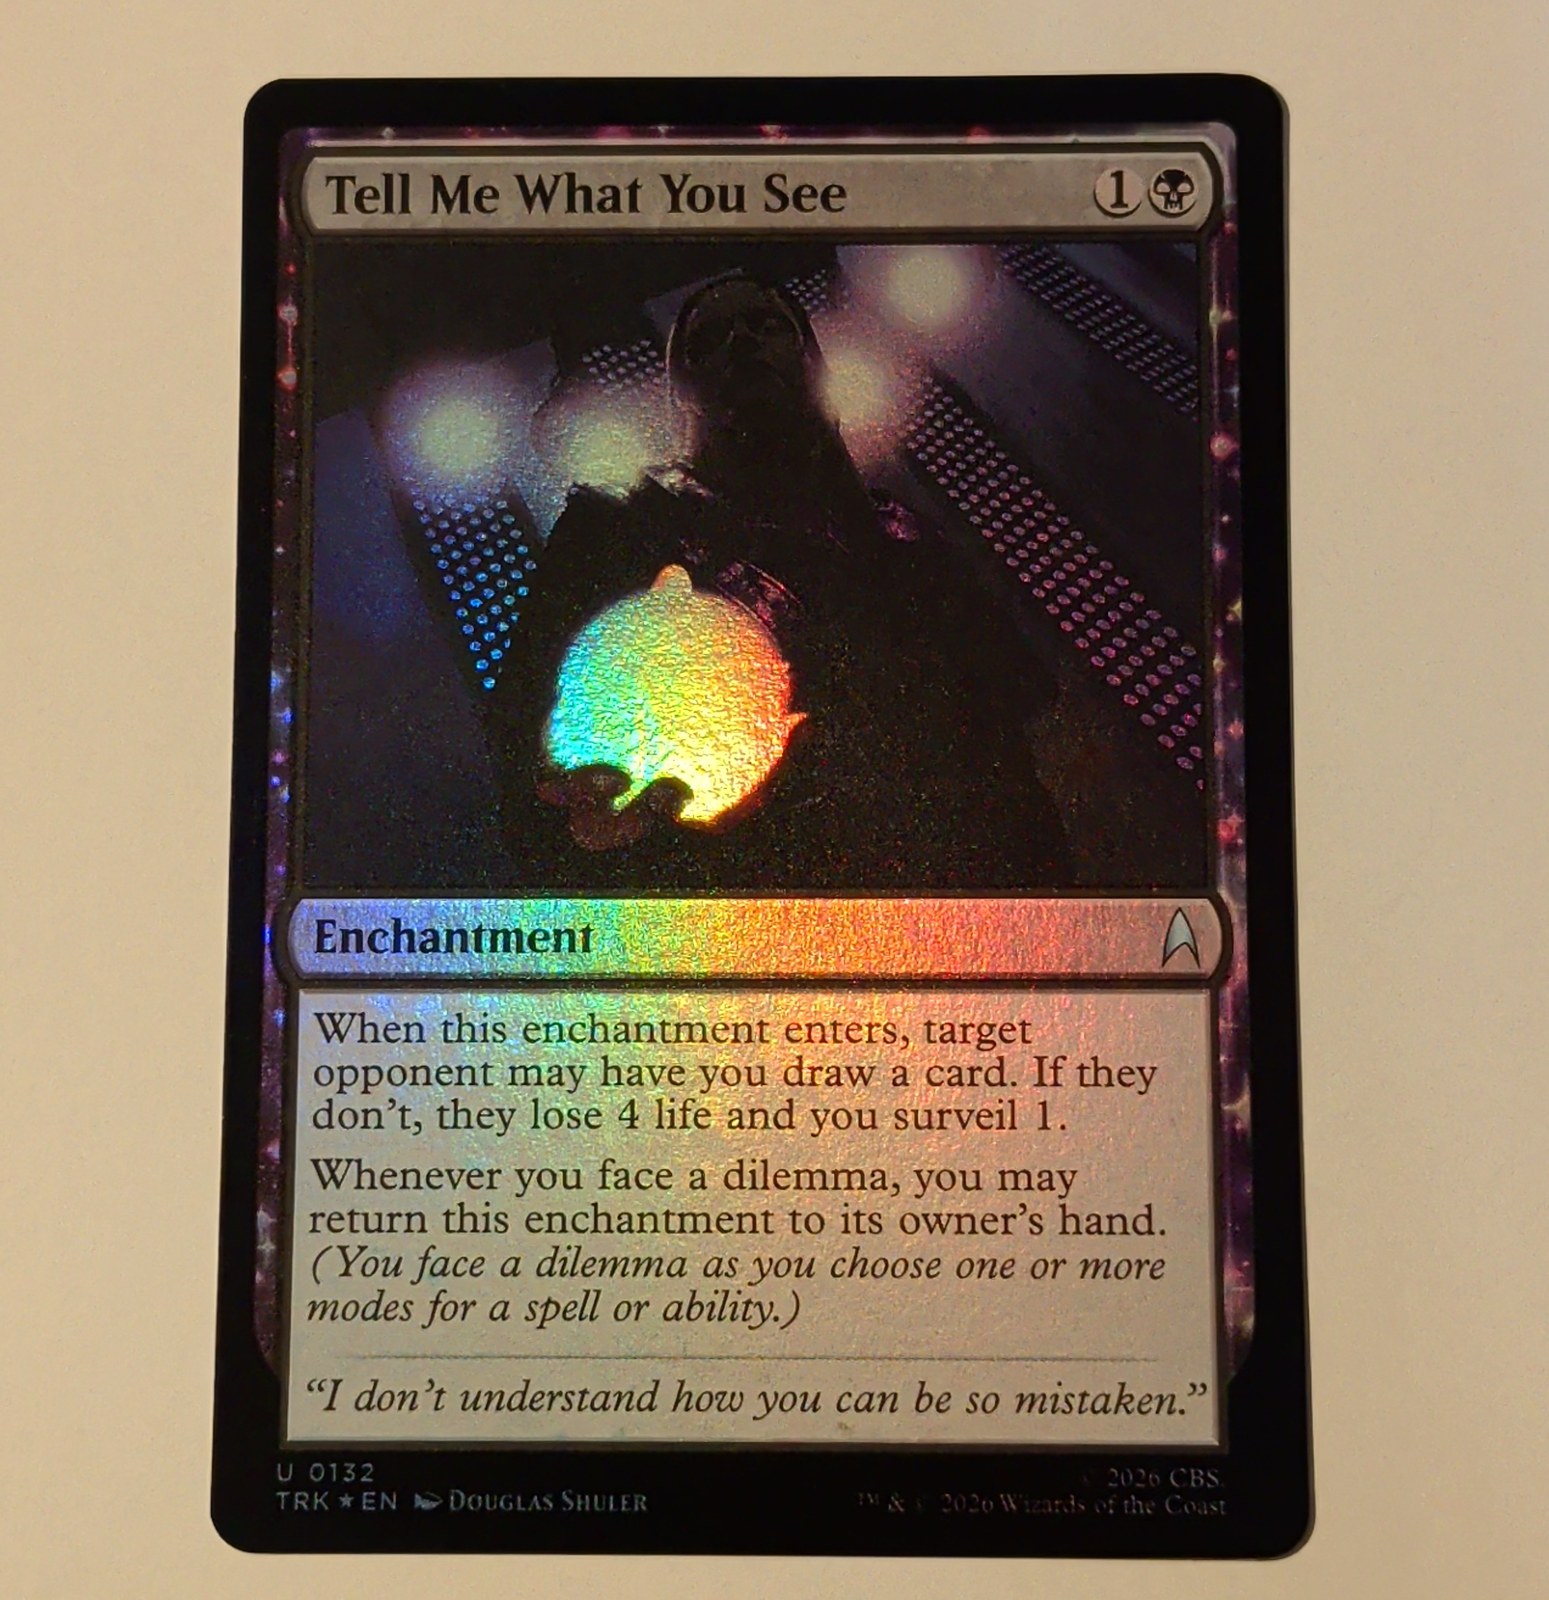 Tell Me What You See 1
Enchantment
When this enchantment enters, target
opponent may have you draw a card. If they
don't, they lose 4 life and you surveil 1.
Whenever you face a dilemma, you may
return this enchantment to its owner's hand.
(You face a dilemma as you choose one or more
modes for a spell or ability.)
“I don't understand how you can be so mistaken.”
U 0132
© 2026 CBS.
TRK★EN Douglas Shuler
™ & © 2026 Wizards of the Coast